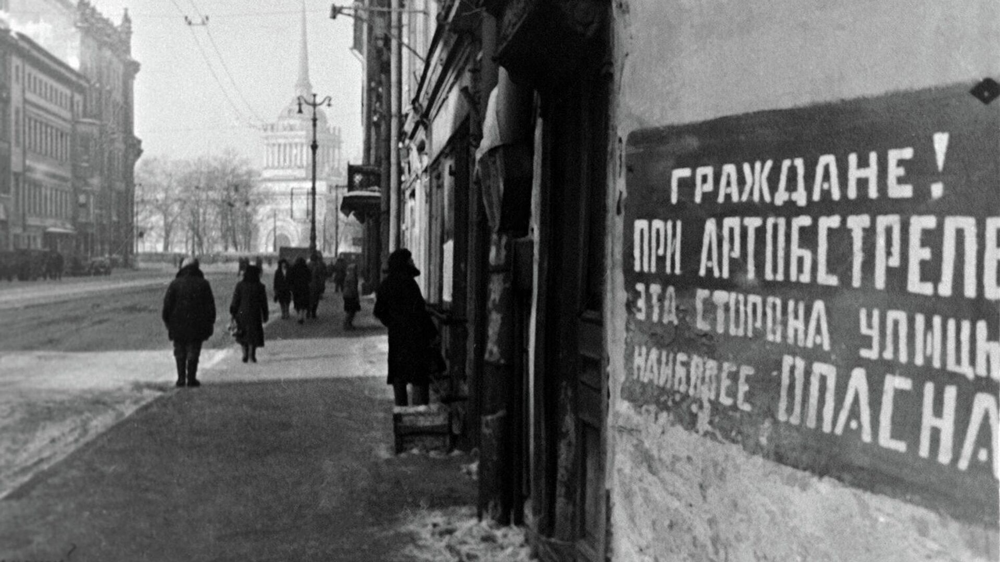 ГРАЖДАНЕ!
ПРИ АРТОБСТРЕЛЕ
ЭТА СТОРОНА УЛИЦЫ
НАИБОЛЕЕ ОПАСНА